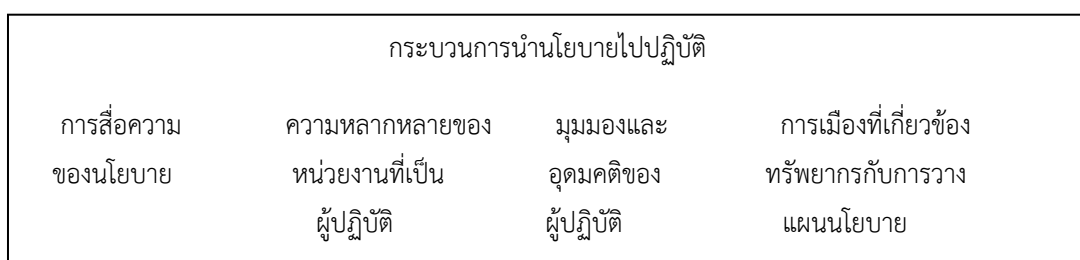 กระบวนการนำนโยบายไปปฏิบัติ
การสื่อความ ความหลากหลายของ มุมมองและ การเมืองที่เกี่ยวข้อง
ของนโยบาย หน่วยงานที่เป็น อุดมคติของ ทรัพยากรกับการวาง
ผู้ปฏิบัติ ผู้ปฏิบัติ แผนนโยบาย